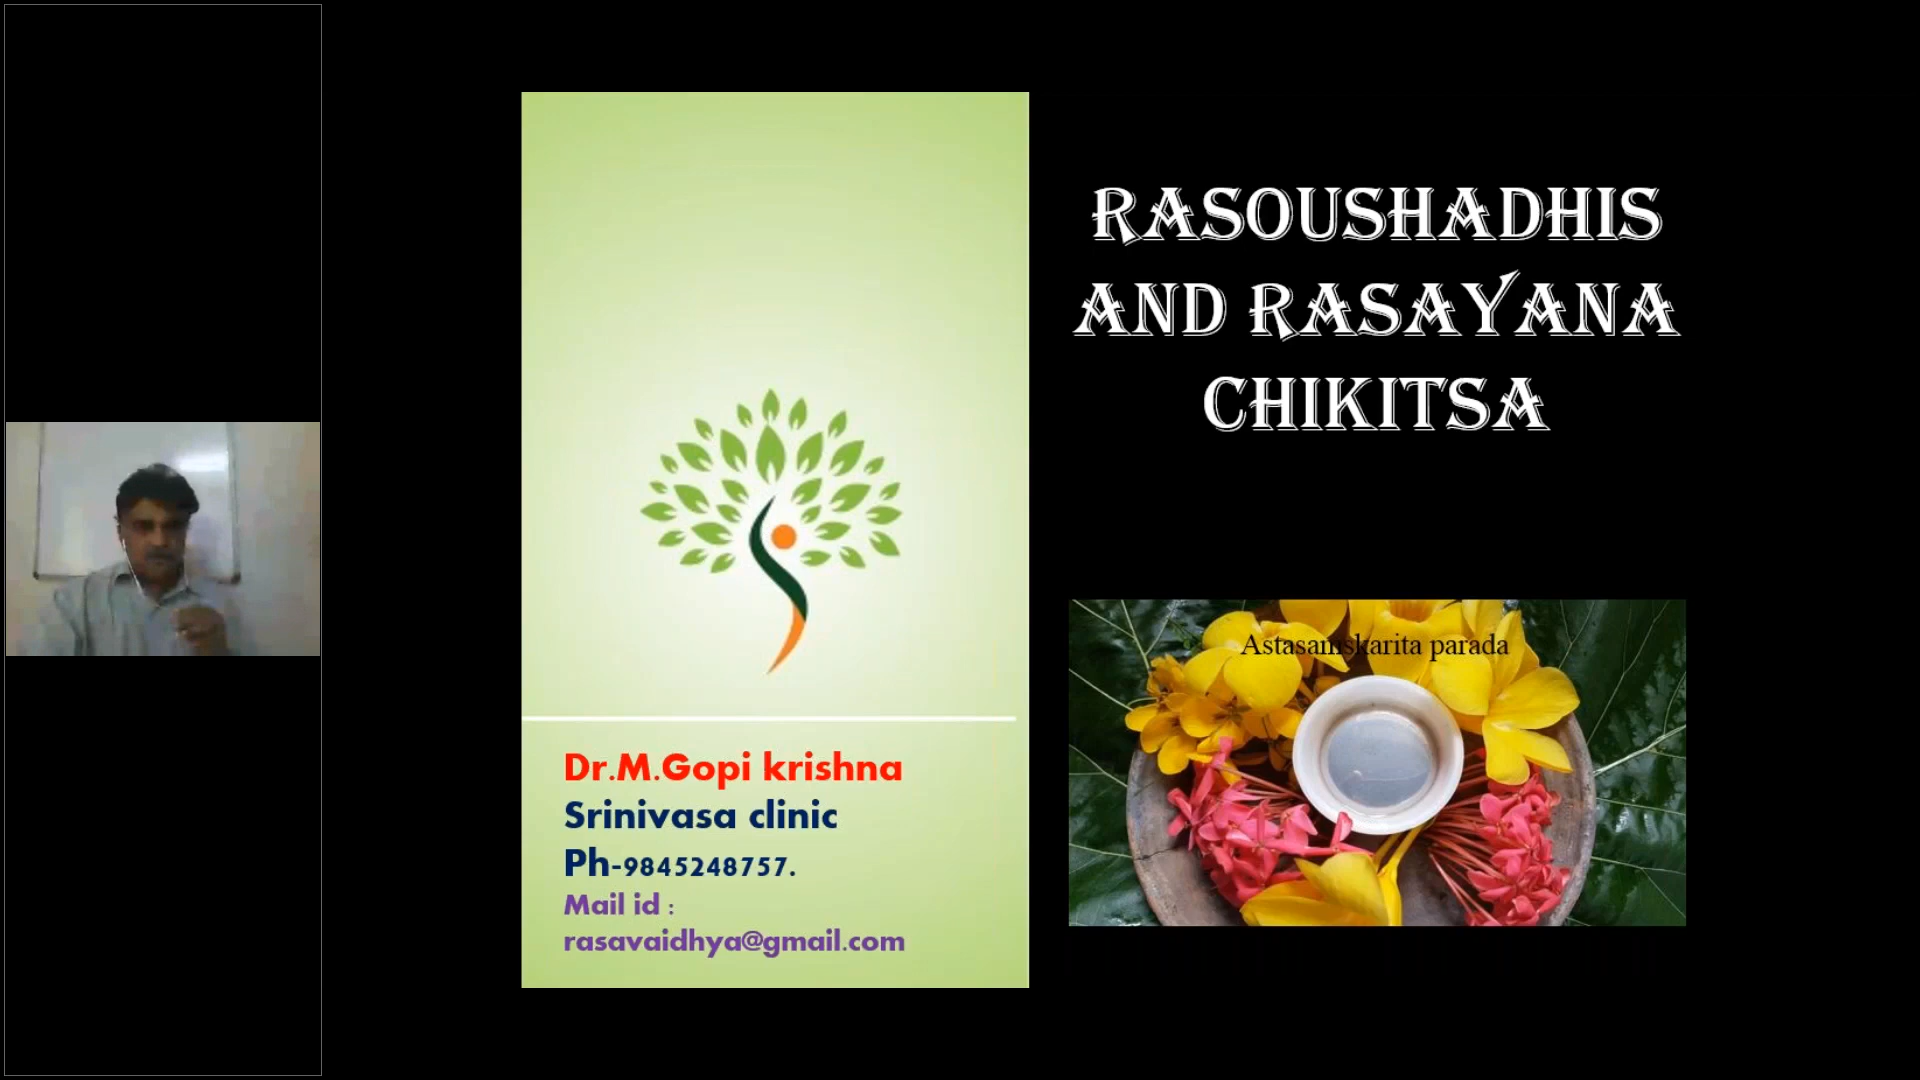 RASOUSHADHIS
AND RASAYANA
CHIKITSA
Astasamskarita parada
Dr.M.Gopi krishna
Srinivasa clinic
Ph-9845248757.
Mail id :
rasavaidhya@gmail.com